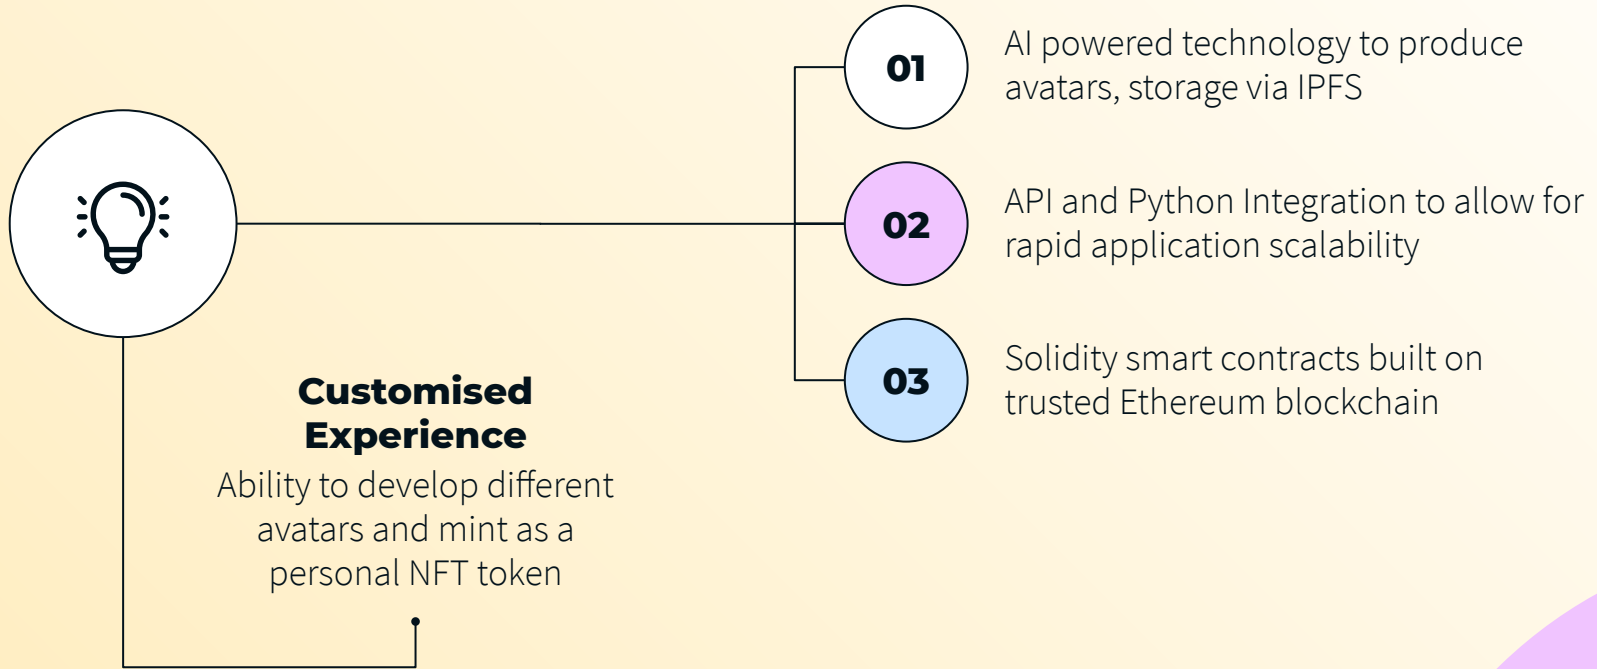 01
AI powered technology to produce
avatars, storage via IPFS
02
API and Python Integration to allow for
rapid application scalability
03
Solidity smart contracts built on
trusted Ethereum blockchain
Customised
Experience
Ability to develop different
avatars and mint as a
personal NFT token